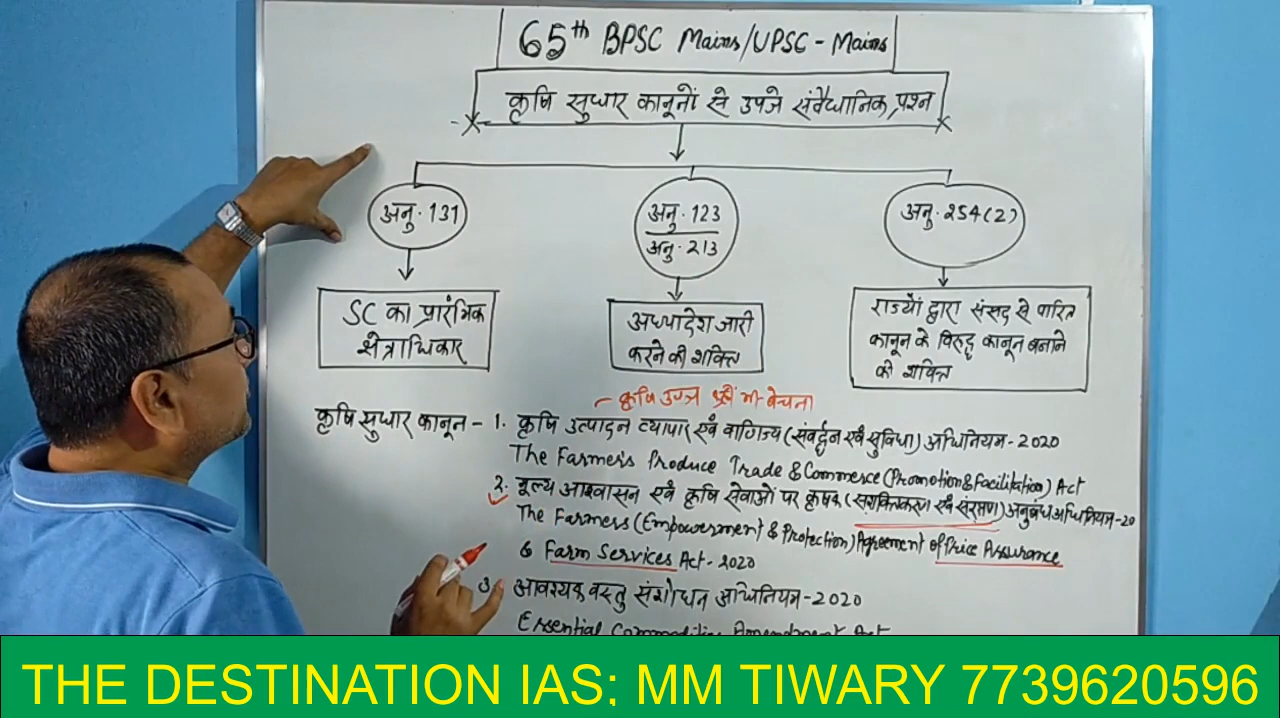 65th BPSC Mains/UPSC - Mains
कृषि सुधार कानूनों से उपजे संवैधानिक प्रश्न
अनु. 131
अनु. 123
अनु. 213
अनु. 254(2)
SC का प्रारंभिक
क्षेत्राधिकार
अध्यादेश जारी
करने की शक्ति
राज्यों द्वारा संसद से पारित
कानून के विरुद्ध कानून बनाने
की शक्ति
कृषि उपज कहीं भी बेचना
कृषि सुधार कानून - 1. कृषि उत्पादन व्यापार एवं वाणिज्य (संवर्द्धन एवं सुविधा) अधिनियम - 2020
The Farmer's Produce Trade & Commerce (Promotion & Facilitation) Act
2. मूल्य आश्वासन एवं कृषि सेवाओं पर कृषक (सशक्तिकरण एवं संरक्षण) अनुबंध अधिनियम - 20
The Farmers (Empowerment & Protection) Agreement of Price Assurance
& Farm Services Act - 2020
3. आवश्यक वस्तु संशोधन अधिनियम - 2020
Essential Commodities Amendment Act
THE DESTINATION IAS; MM TIWARY 7739620596